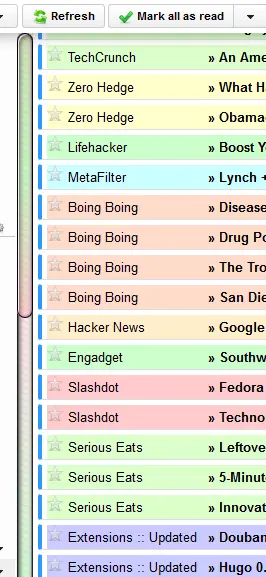 Refresh Mark all as read
TechCrunch » An Ame
Zero Hedge » What H
Zero Hedge » Obama
Lifehacker » Boost Y
MetaFilter » Lynch +
Boing Boing » Disease
Boing Boing » Drug Po
Boing Boing » The Tro
Boing Boing » San Die
Hacker News » Google
Engadget » Southw
Slashdot » Fedora
Slashdot » Techno
Serious Eats » Leftove
Serious Eats » 5-Minut
Serious Eats » Innovat
Extensions :: Updated » Douban
Extensions :: Updated » Hugo 0.